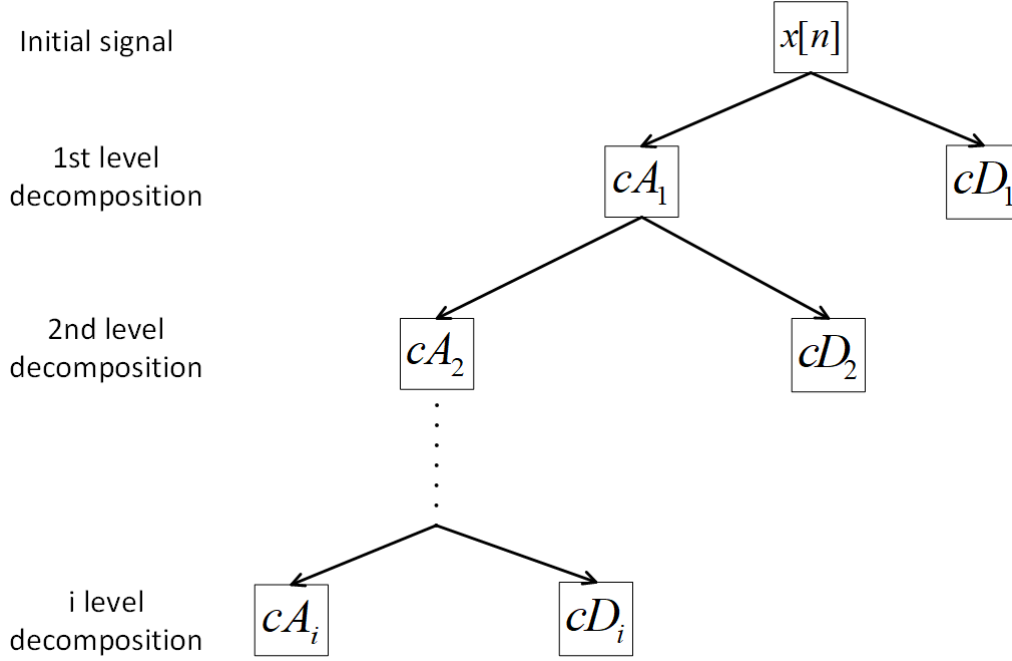 Initial signal
x[n]
1st level
decomposition
cA₁
cD₁
2nd level
decomposition
cA₂
cD₂
i level
decomposition
cAᵢ
cDᵢ